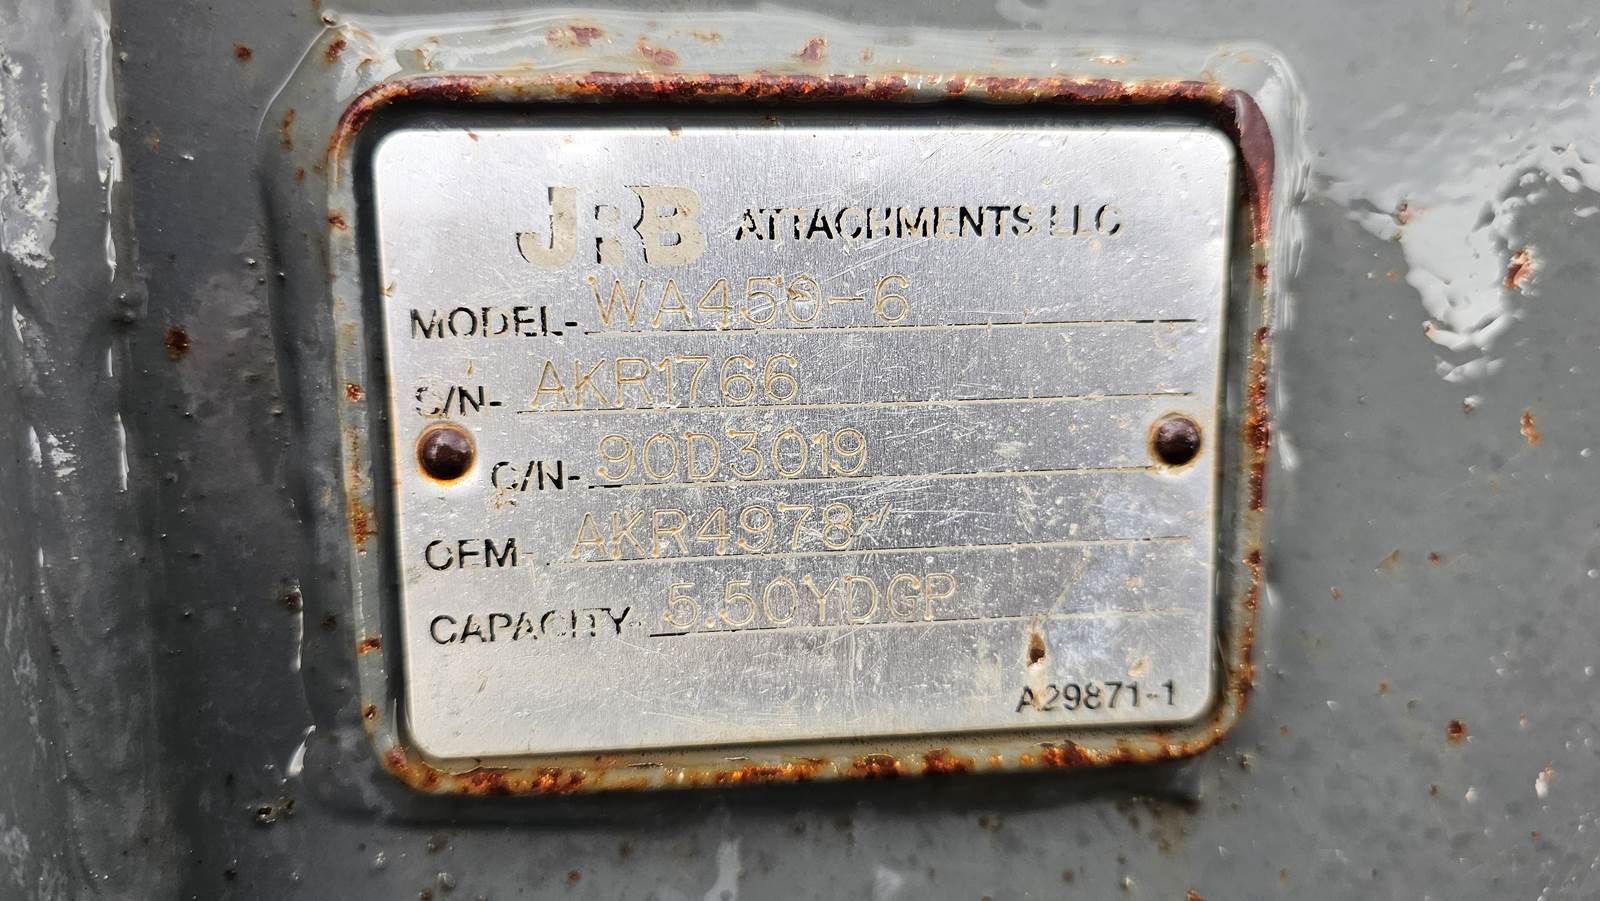 JRB ATTACHMENTS LLC
MODEL- WA450-6
S/N- AKR1766
C/N- 90D3019
OEM- AKR4978
CAPACITY- 5.50YDGP
A29871-1